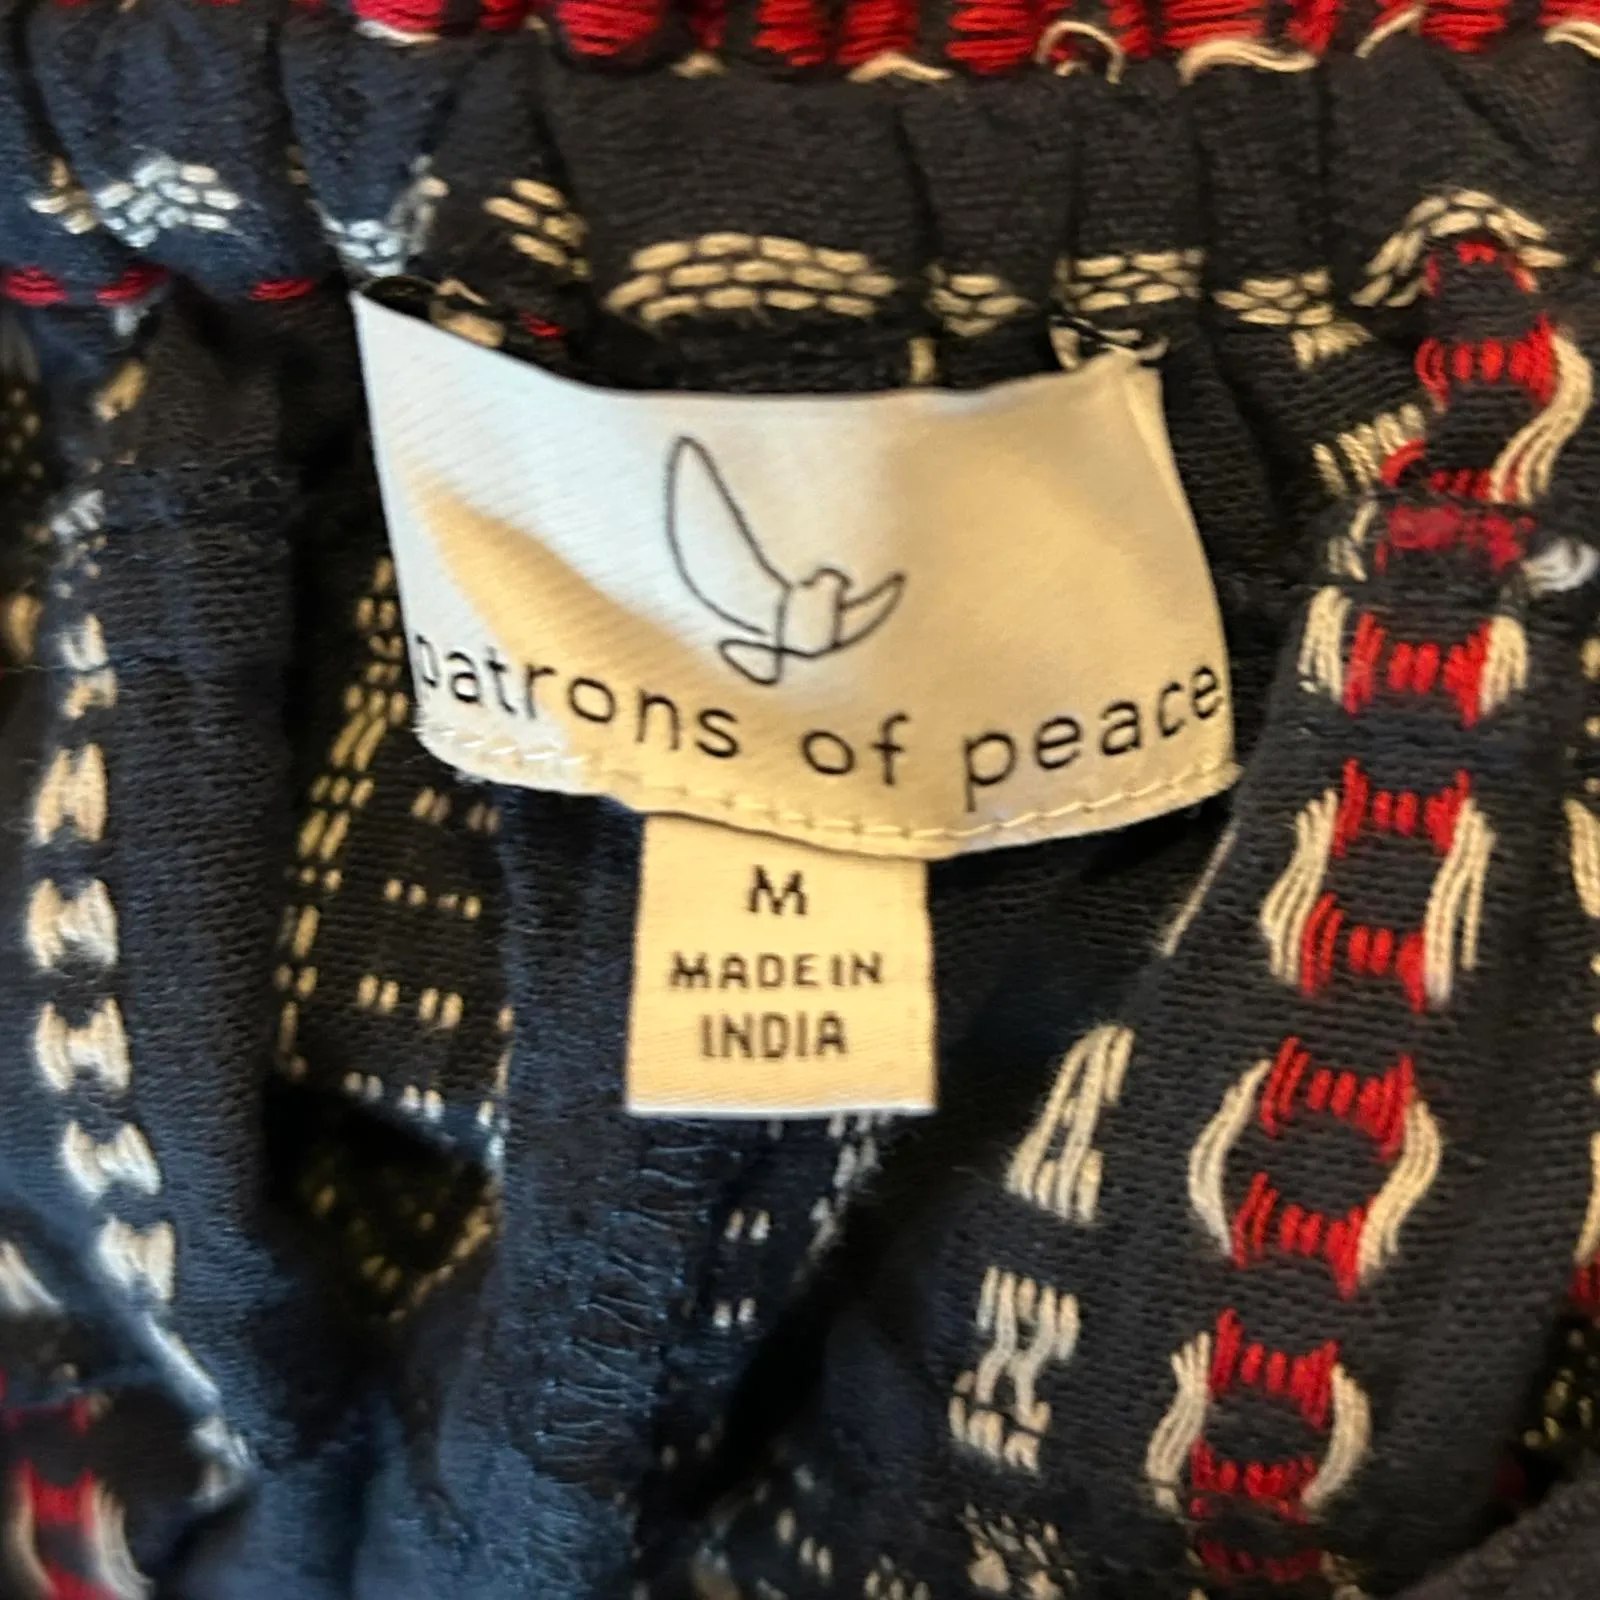 patrons of peace
M
MADE IN
INDIA